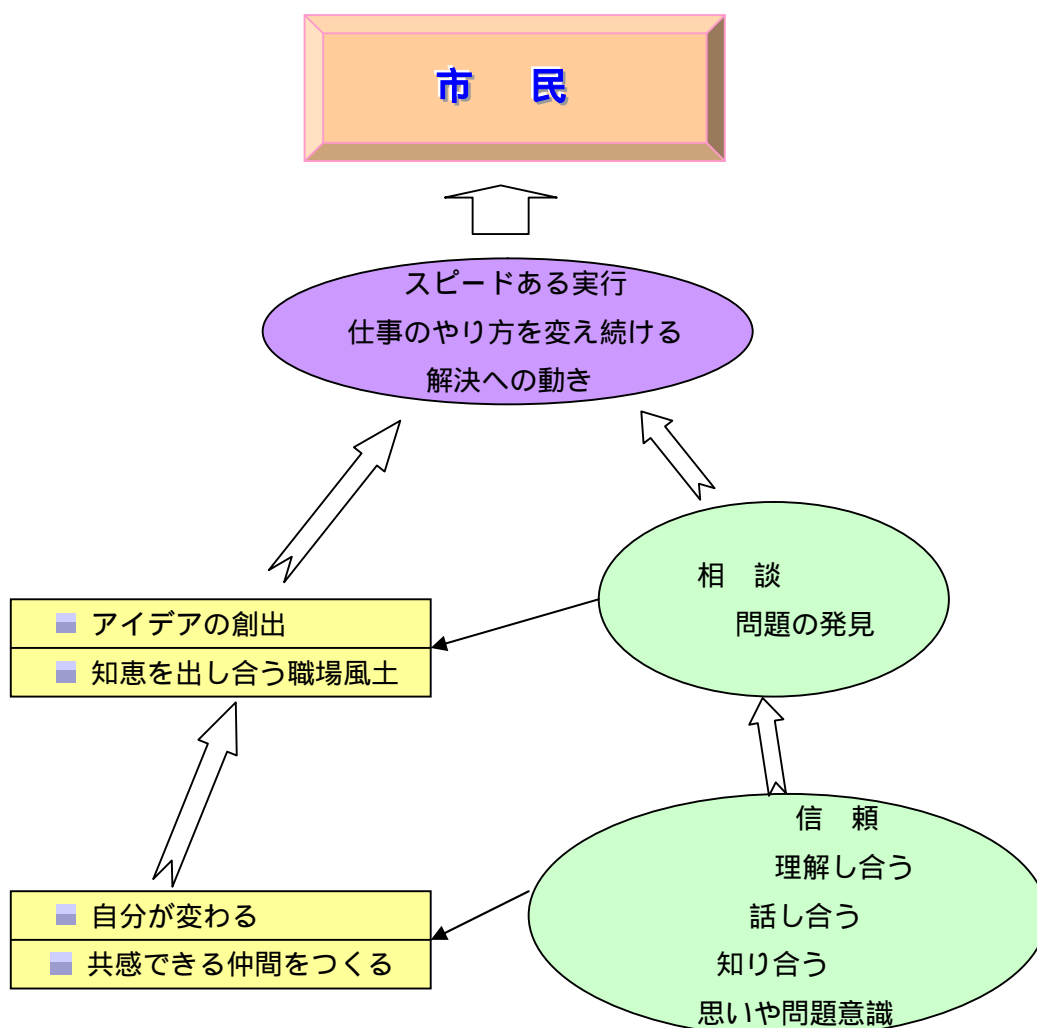 市　民
スピードある実行
仕事のやり方を変え続ける
解決への動き
相　談
問題の発見
アイデアの創出
知恵を出し合う職場風土
信　頼
理解し合う
話し合う
知り合う
思いや問題意識
自分が変わる
共感できる仲間をつくる